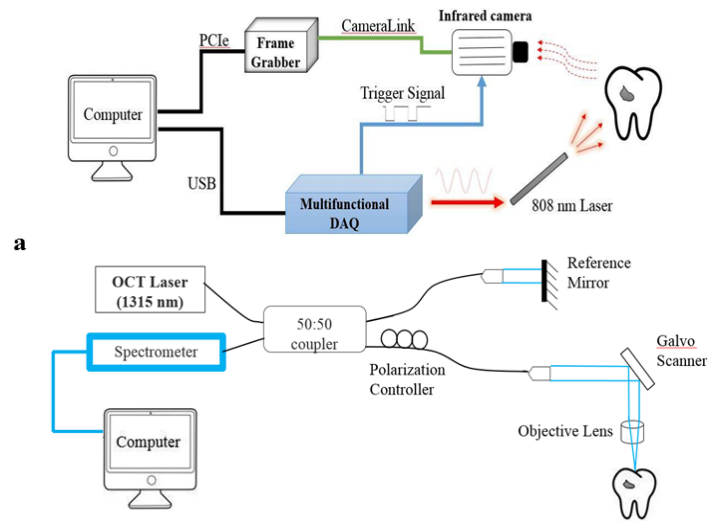 Infrared camera
CameraLink
PCIe
Frame
Grabber
Computer
Trigger Signal
USB
Multifunctional
DAQ
808 nm Laser
a
OCT Laser
(1315 nm)
Reference
Mirror
50:50
coupler
Spectrometer
Polarization
Controller
Galvo
Scanner
Objective Lens
Computer